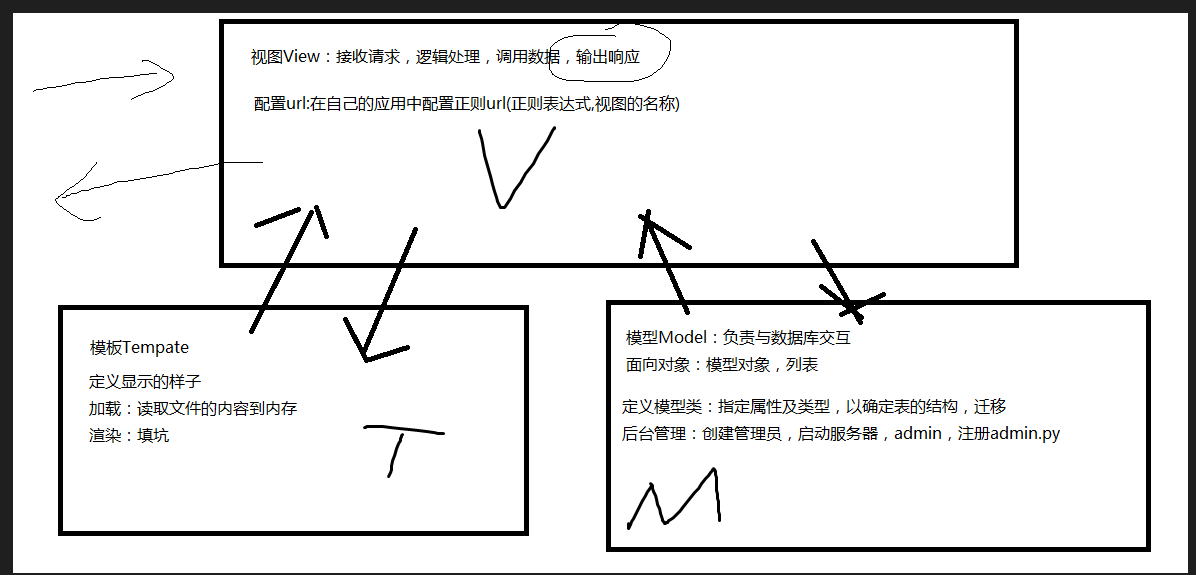 视图View：接收请求，逻辑处理，调用数据，输出响应
配置url:在自己的应用中配置正则url(正则表达式,视图的名称)
V
模板Tempate
定义显示的样子
加载：读取文件的内容到内存
渲染：填坑
T
模型Model：负责与数据库交互
面向对象：模型对象，列表
定义模型类：指定属性及类型，以确定表的结构，迁移
后台管理：创建管理员，启动服务器，admin，注册admin.py
M